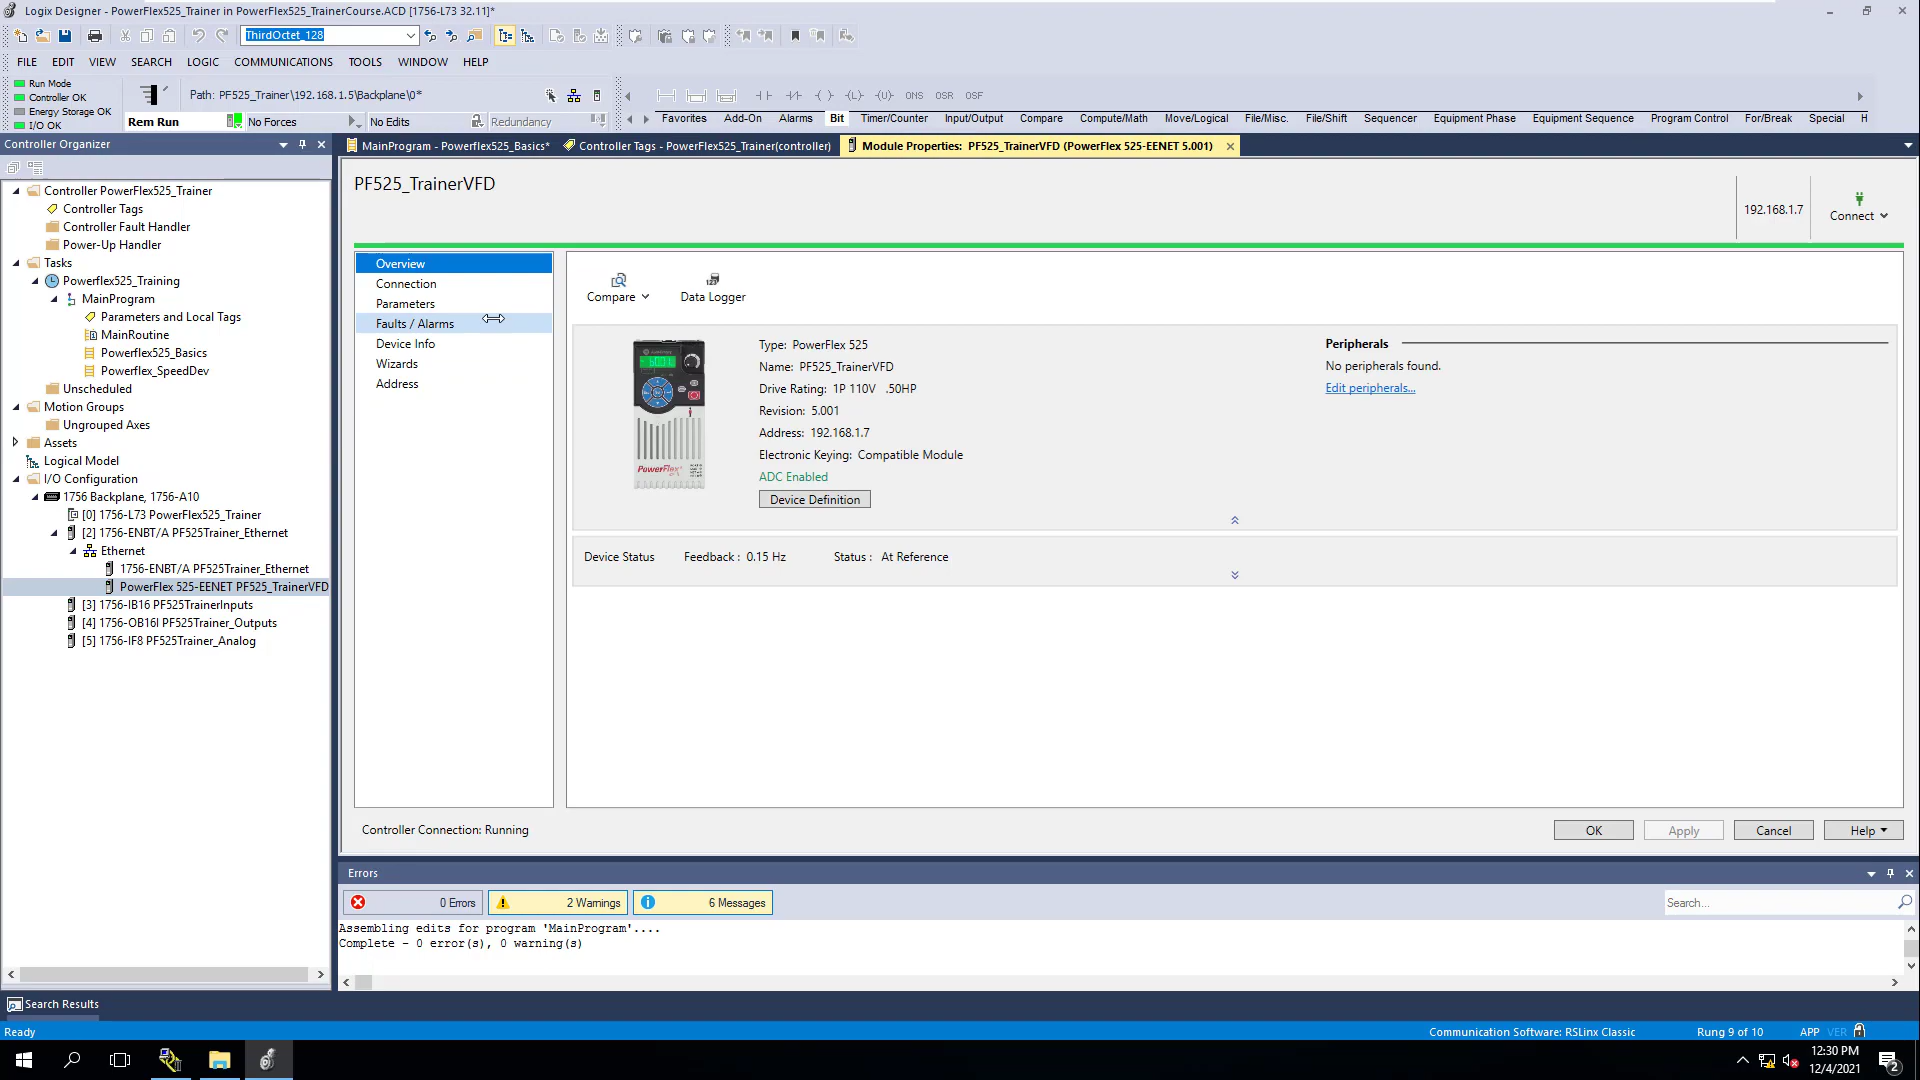 Logix Designer - PowerFlex525_Trainer in PowerFlex525_TrainerCourse.ACD [1756-L73 32.11]*
ThirdOctet_128
FILE EDIT VIEW SEARCH LOGIC COMMUNICATIONS TOOLS WINDOW HELP
Run Mode
Controller OK
Energy Storage OK
I/O OK
Path: PF525_Trainer\192.168.1.5\Backplane\0*
Rem Run No Forces No Edits Redundancy
ONS OSR OSF
Favorites Add-On Alarms Bit Timer/Counter Input/Output Compare Compute/Math Move/Logical File/Misc. File/Shift Sequencer Equipment Phase Equipment Sequence Program Control For/Break Special H
Controller Organizer
MainProgram - Powerflex525_Basics* Controller Tags - PowerFlex525_Trainer(controller) Module Properties: PF525_TrainerVFD (PowerFlex 525-EENET 5.001)
Controller PowerFlex525_Trainer
Controller Tags
Controller Fault Handler
Power-Up Handler
Tasks
Powerflex525_Training
MainProgram
Parameters and Local Tags
MainRoutine
Powerflex525_Basics
Powerflex_SpeedDev
Unscheduled
Motion Groups
Ungrouped Axes
Assets
Logical Model
I/O Configuration
1756 Backplane, 1756-A10
[0] 1756-L73 PowerFlex525_Trainer
[2] 1756-ENBT/A PF525Trainer_Ethernet
Ethernet
1756-ENBT/A PF525Trainer_Ethernet
PowerFlex 525-EENET PF525_TrainerVFD
[3] 1756-IB16 PF525TrainerInputs
[4] 1756-OB16I PF525Trainer_Outputs
[5] 1756-IF8 PF525Trainer_Analog
PF525_TrainerVFD
192.168.1.7
Connect
Overview
Connection
Parameters
Faults / Alarms
Device Info
Wizards
Address
Compare
Data Logger
PowerFlex
Type: PowerFlex 525
Name: PF525_TrainerVFD
Drive Rating: 1P 110V .50HP
Revision: 5.001
Address: 192.168.1.7
Electronic Keying: Compatible Module
ADC Enabled
Device Definition
Peripherals
No peripherals found.
Edit peripherals...
Device Status Feedback : 0.15 Hz Status : At Reference
Controller Connection: Running
OK Apply Cancel Help
Errors
0 Errors 2 Warnings 6 Messages
Search...
Assembling edits for program 'MainProgram'....
Complete - 0 error(s), 0 warning(s)
Search Results
Ready
Communication Software: RSLinx Classic Rung 9 of 10 APP VER
12:30 PM
12/4/2021
2